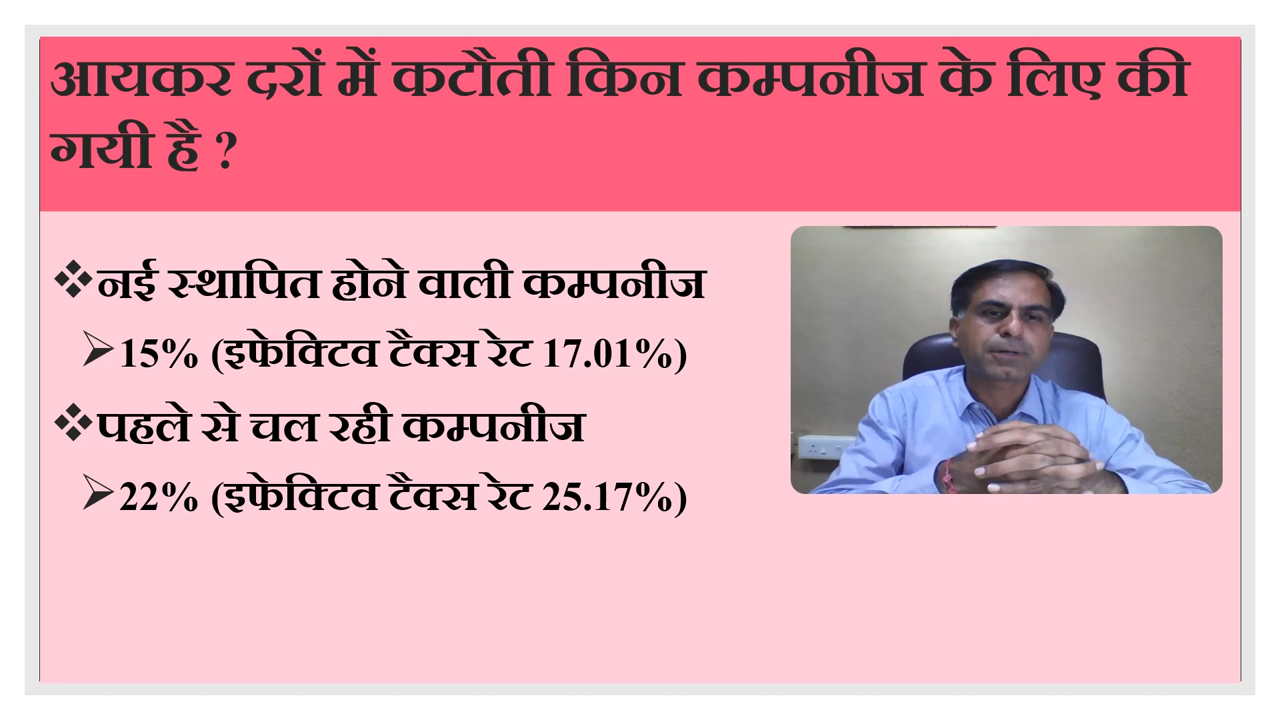 आयकर दरों में कटौती किन कम्पनीज के लिए की
गयी है ?
❖नई स्थापित होने वाली कम्पनीज
➢15% (इफेक्टिव टैक्स रेट 17.01%)
❖पहले से चल रही कम्पनीज
➢22% (इफेक्टिव टैक्स रेट 25.17%)